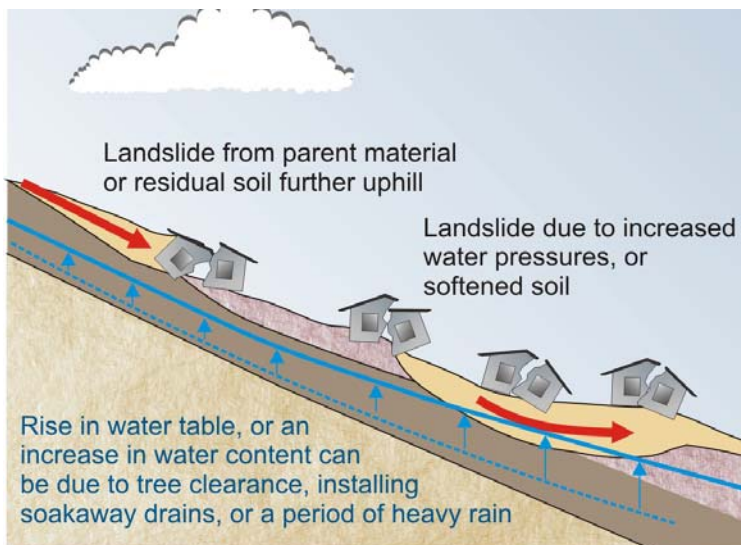 Landslide from parent material
or residual soil further uphill
Landslide due to increased
water pressures, or
softened soil
Rise in water table, or an
increase in water content can
be due to tree clearance, installing
soakaway drains, or a period of heavy rain